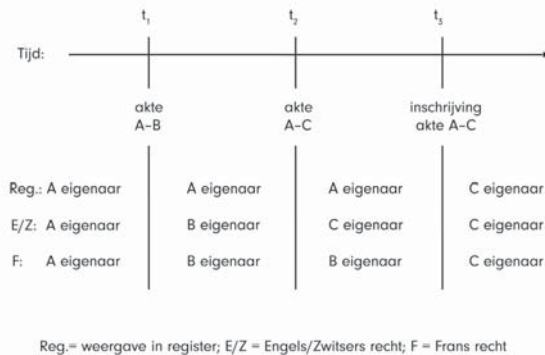 t1 t2 t3
Tijd:
akte akte inschrijving
A–B A–C akte A–C
Reg.: A eigenaar A eigenaar A eigenaar C eigenaar
E/Z: A eigenaar B eigenaar C eigenaar C eigenaar
F: A eigenaar B eigenaar B eigenaar C eigenaar
Reg.= weergave in register; E/Z = Engels/Zwitsers recht; F = Frans recht